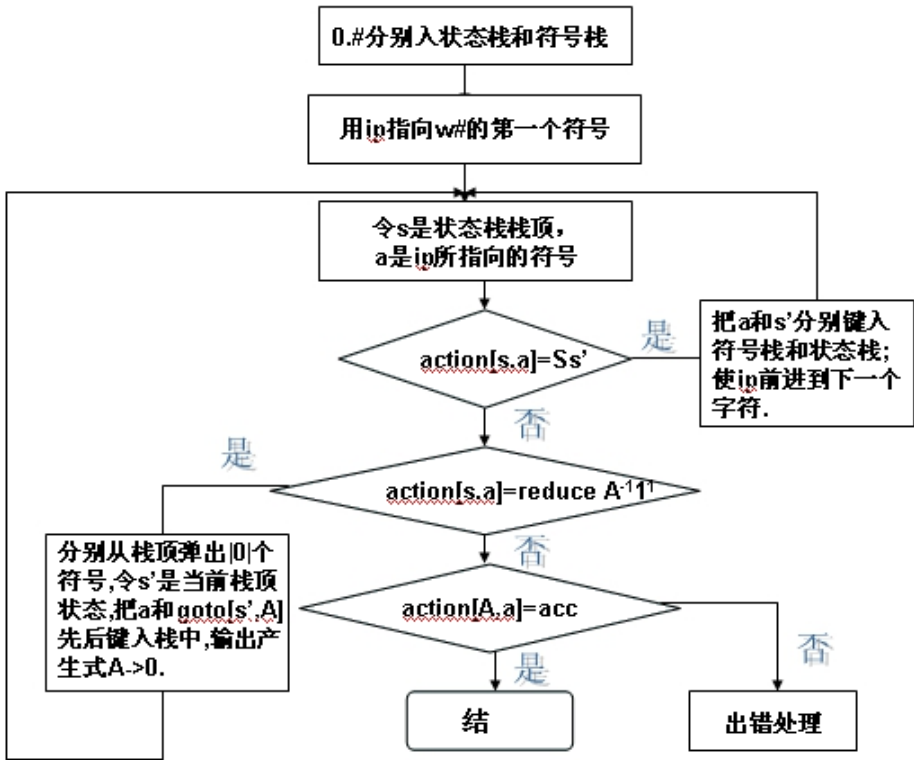 0.#分别入状态栈和符号栈
用ip指向w#的第一个符号
令s是状态栈栈顶，
a是ip所指向的符号
action[s.a]=Ss’
是
把a和s’分别键入
符号栈和状态栈;
使ip前进到下一个
字符.
否
是
action[s.a]=reduce A⁻¹1¹
分别从栈顶弹出|0|个
符号,令s’是当前栈顶
状态,把a和goto[s’,A]
先后键入栈中,输出产
生式A->0.
否
action[A.a]=acc
否
是
结
出错处理